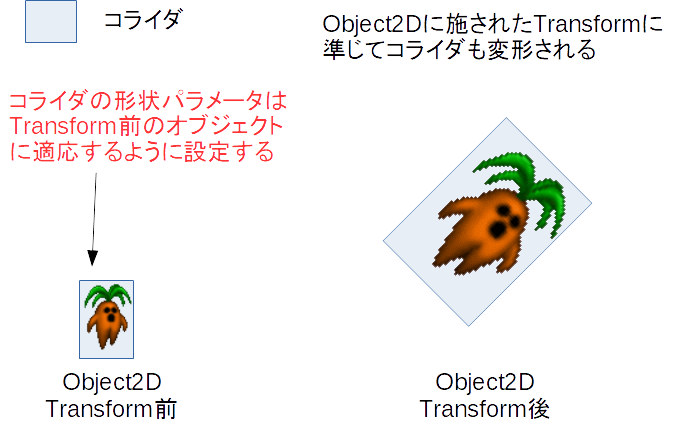 コライダ
Object2Dに施されたTransformに
準じてコライダも変形される
コライダの形状パラメータは
Transform前のオブジェクト
に適応するように設定する
Object2D
Transform前
Object2D
Transform後